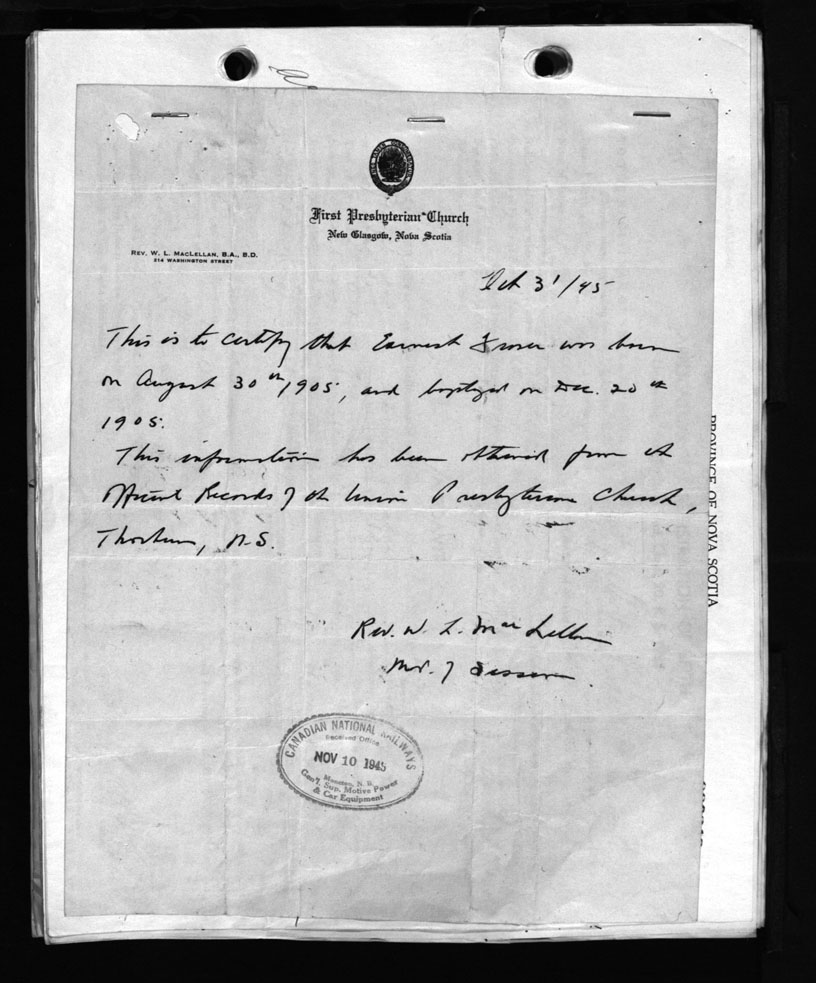 First Presbyterian Church
New Glasgow, Nova Scotia
REV. W. L. MACLELLAN, B.A., B.D.
214 WASHINGTON STREET
Oct 31/45
This is to certify that Earnest Fraser was born
on August 30th, 1905, and baptized on Dec. 20th
1905.
This information has been obtained from the
Official Records of the Union Presbyterian Church,
Thorburn, N.S.
Rev. W. L. MacLellan
Mod. of Session.
CANADIAN NATIONAL RAILWAYS
Received Office
NOV 10 1945
Moncton, N. B.
Gen'l. Sup. Motive Power
& Car Equipment
PROVINCE OF NOVA SCOTIA